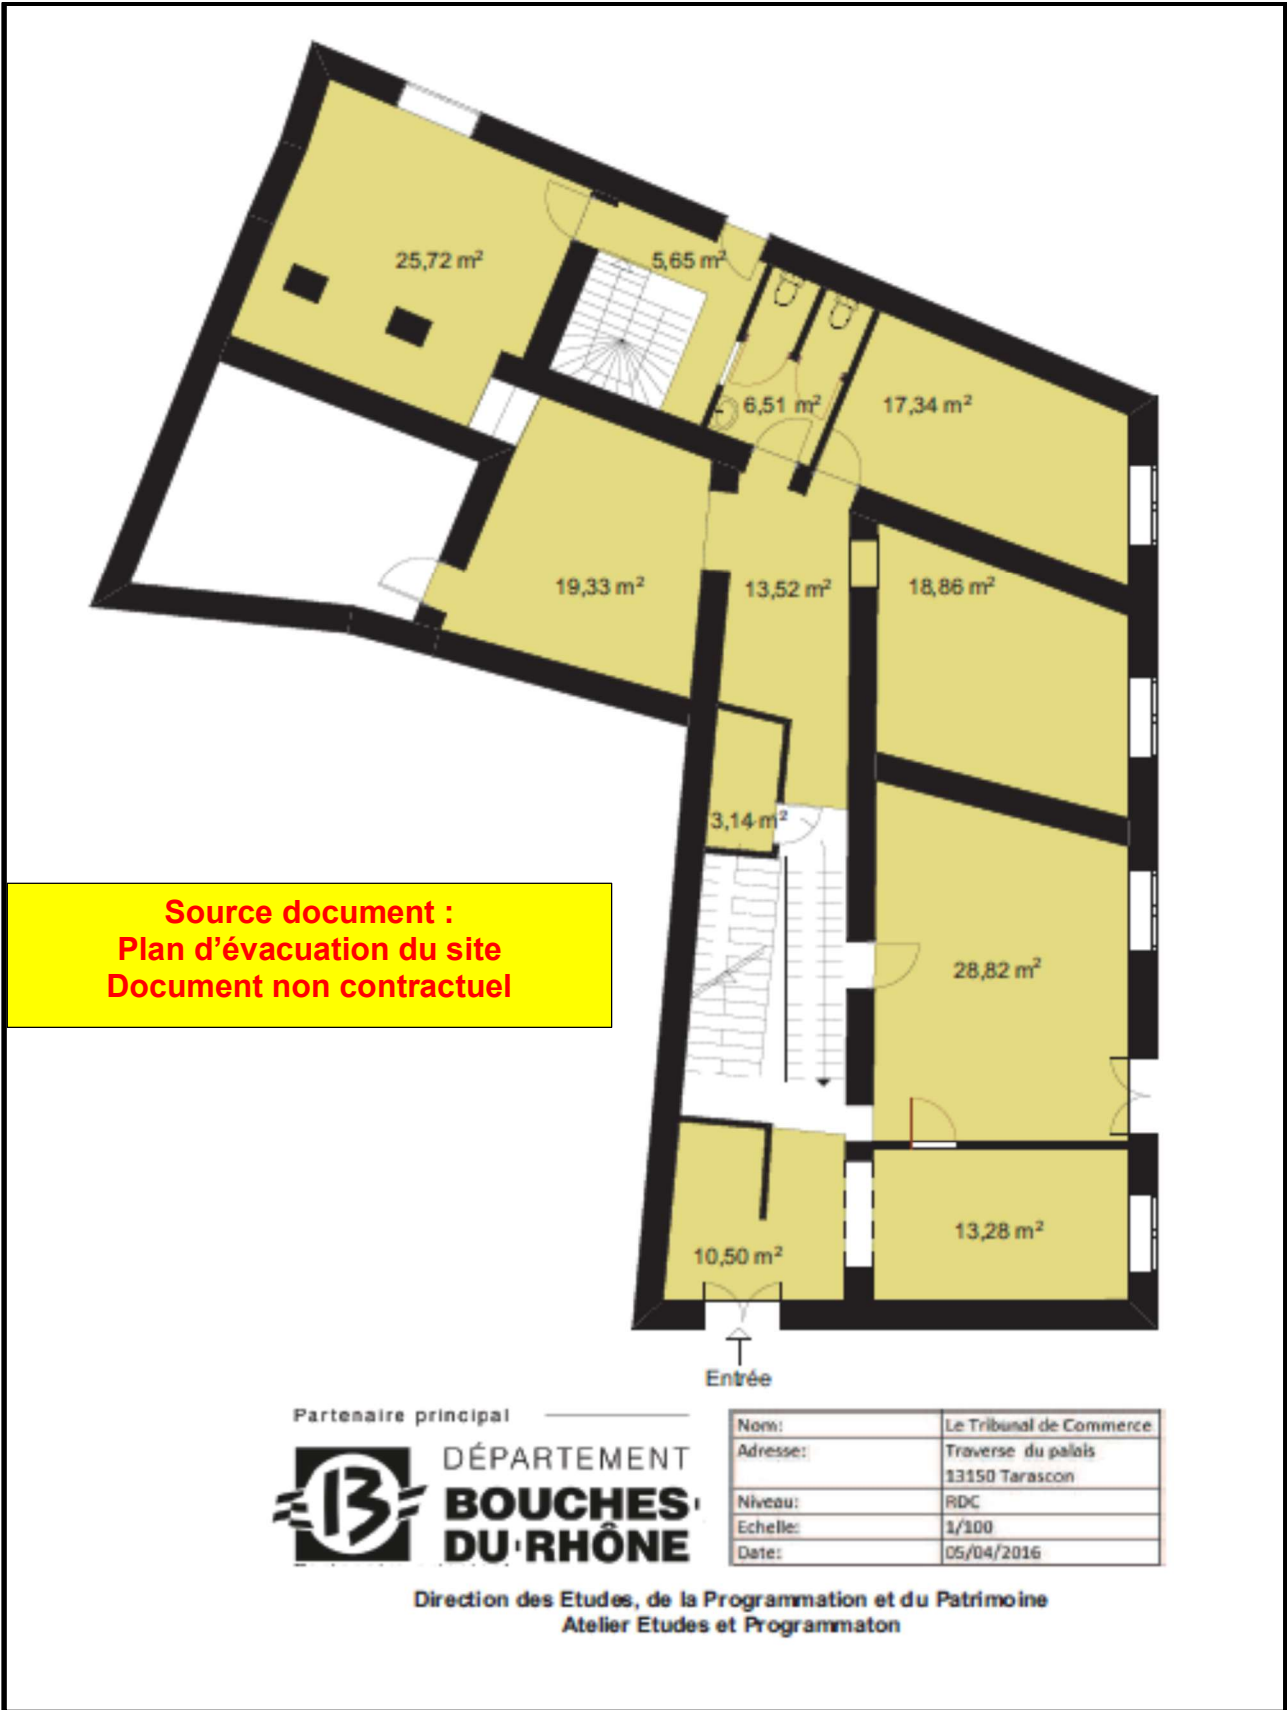 25,72 m²
5,65 m²
6,51 m²
17,34 m²
19,33 m²
13,52 m²
18,86 m²
3,14 m²
Source document :
Plan d’évacuation du site
Document non contractuel
28,82 m²
13,28 m²
10,50 m²
Entrée
Partenaire principal
13
DÉPARTEMENT
BOUCHES·
DU·RHÔNE
Nom: Le Tribunal de Commerce
Adresse: Traverse du palais
13150 Tarascon
Niveau: RDC
Echelle: 1/100
Date: 05/04/2016
Direction des Etudes, de la Programmation et du Patrimoine
Atelier Etudes et Programmaton